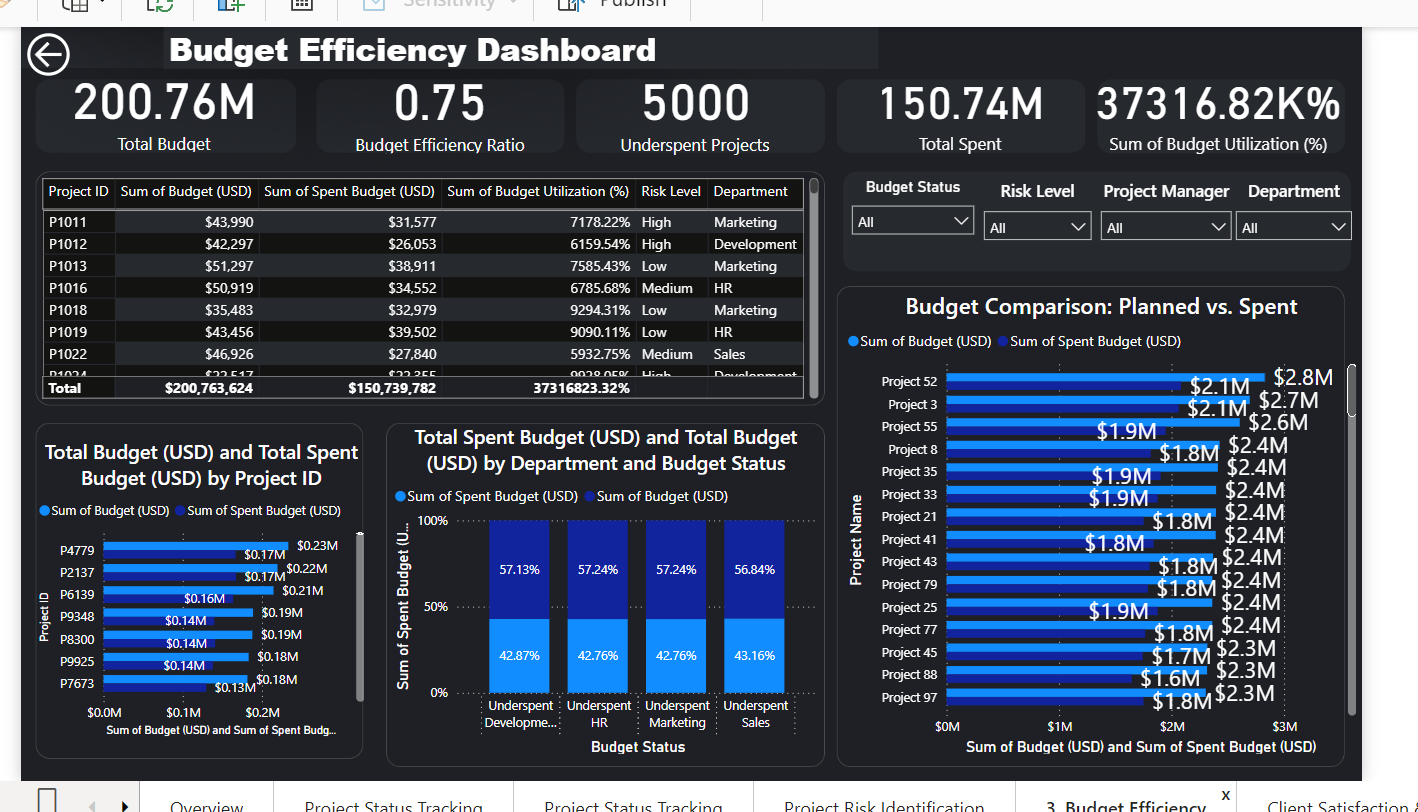 Sensitivity
Publish
Budget Efficiency Dashboard
200.76M
Total Budget
0.75
Budget Efficiency Ratio
5000
Underspent Projects
150.74M
Total Spent
37316.82K%
Sum of Budget Utilization (%)
Project ID Sum of Budget (USD) Sum of Spent Budget (USD) Sum of Budget Utilization (%) Risk Level Department
P1011 $43,990 $31,577 7178.22% High Marketing
P1012 $42,297 $26,053 6159.54% High Development
P1013 $51,297 $38,911 7585.43% Low Marketing
P1016 $50,919 $34,552 6785.68% Medium HR
P1018 $35,483 $32,979 9294.31% Low Marketing
P1019 $43,456 $39,502 9090.11% Low HR
P1022 $46,926 $27,840 5932.75% Medium Sales
P1024 High Development
Total $200,763,624 $150,739,782 37316823.32%
Budget Status
All
Risk Level
All
Project Manager
All
Department
All
Total Budget (USD) and Total Spent
Budget (USD) by Project ID
Sum of Budget (USD) Sum of Spent Budget (USD)
Project ID
P4779 $0.23M $0.17M
P2137 $0.22M $0.17M
P6139 $0.21M $0.16M
P9348 $0.19M $0.14M
P8300 $0.19M $0.14M
P9925 $0.18M $0.14M
P7673 $0.18M $0.13M
$0.0M $0.1M $0.2M
Sum of Budget (USD) and Sum of Spent Budg...
Total Spent Budget (USD) and Total Budget
(USD) by Department and Budget Status
Sum of Spent Budget (USD) Sum of Budget (USD)
Sum of Spent Budget (U...
100%
50%
0%
57.13% 57.24% 57.24% 56.84%
42.87% 42.76% 42.76% 43.16%
Underspent Underspent Underspent Underspent
Developme... HR Marketing Sales
Budget Status
Budget Comparison: Planned vs. Spent
Sum of Budget (USD) Sum of Spent Budget (USD)
Project Name
Project 52 $2.8M $2.1M
Project 3 $2.7M $2.1M
Project 55 $2.6M $1.9M
Project 8 $2.4M $1.8M
Project 35 $2.4M $1.9M
Project 33 $2.4M $1.9M
Project 21 $2.4M $1.8M
Project 41 $2.4M $1.8M
Project 43 $2.4M $1.8M
Project 79 $2.4M $1.8M
Project 25 $2.4M $1.9M
Project 77 $2.4M $1.8M
Project 45 $2.3M $1.7M
Project 88 $2.3M $1.6M
Project 97 $2.3M $1.8M
$0M $1M $2M $3M
Sum of Budget (USD) and Sum of Spent Budget (USD)
Overview
Project Status Tracking
Project Status Tracking
Project Risk Identification
3. Budget Efficiency
x
Client Satisfaction